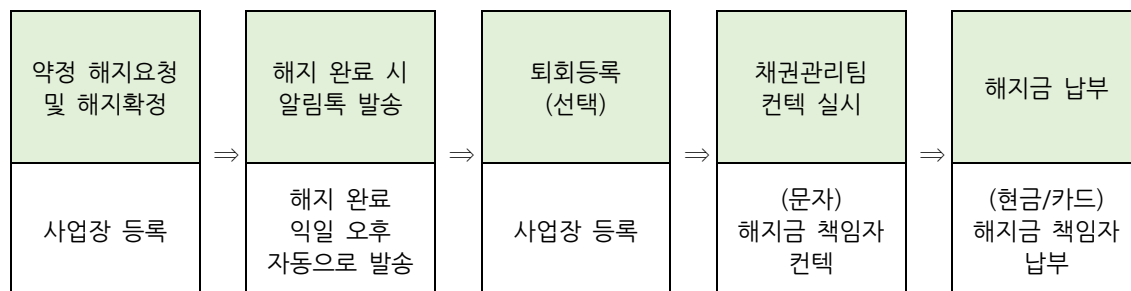 약정 해지요청
및 해지확정
사업장 등록
⇒
해지 완료 시
알림톡 발송
해지 완료
익일 오후
자동으로 발송
⇒
퇴회등록
(선택)
사업장 등록
⇒
채권관리팀
컨텍 실시
(문자)
해지금 책임자
컨텍
⇒
해지금 납부
(현금/카드)
해지금 책임자
납부